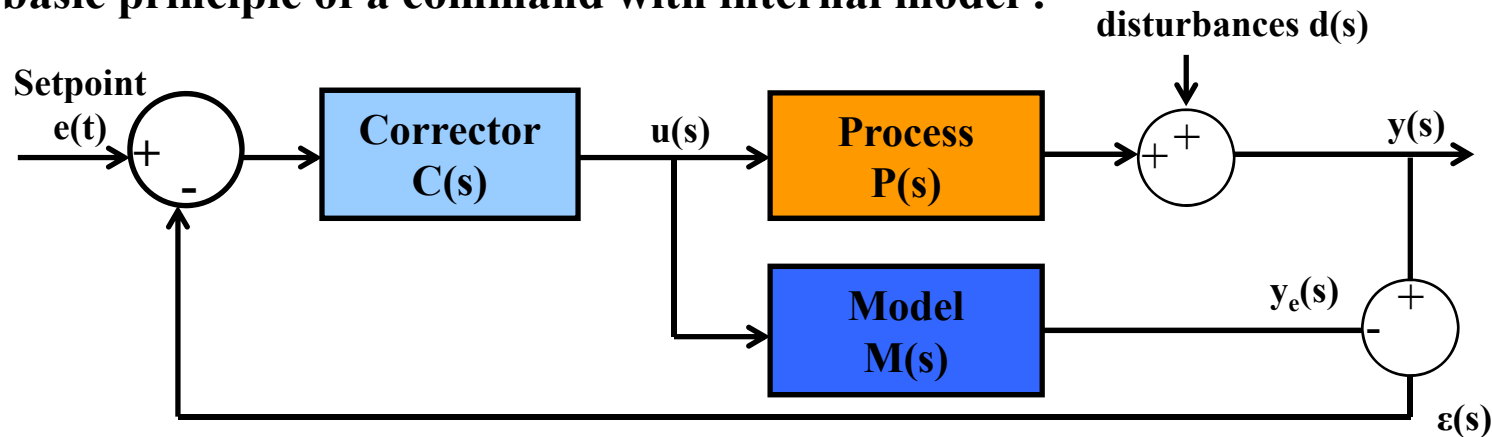 basic principle of a command with internal model :
disturbances d(s)
Setpoint
e(t)
+
-
Corrector
C(s)
u(s)
Process
P(s)
+
+
y(s)
Model
M(s)
yₑ(s)
+
-
ε(s)